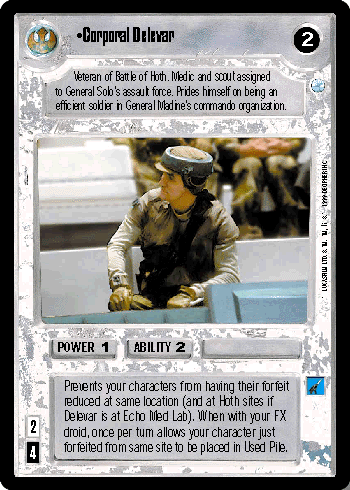 •Corporal Delevar
2
Veteran of Battle of Hoth. Medic and scout assigned
to General Solo's assault force. Prides himself on being an
efficient soldier in General Madine's commando organization.
POWER 1
ABILITY 2
Prevents your characters from having their forfeit
reduced at same location (and at Hoth sites if
Delevar is at Echo Med Lab). When with your FX
droid, once per turn allows your character just
forfeited from same site to be placed in Used Pile.
2
4